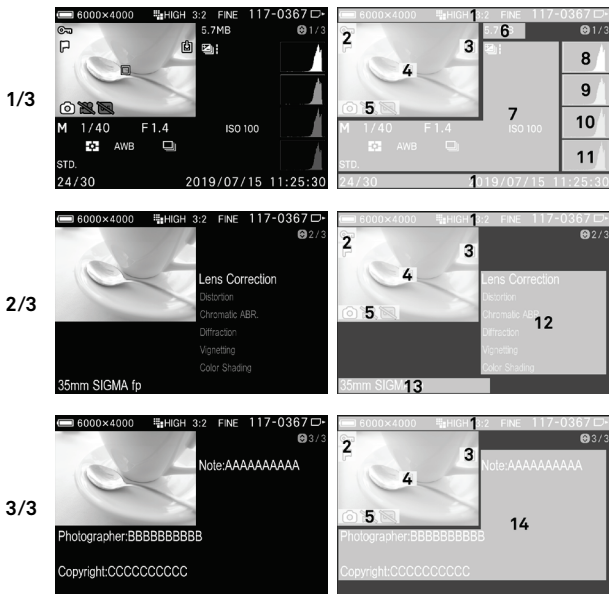 1/3
6000×4000 HIGH 3:2 FINE 117-0367
5.7MB 1/3
M 1/40 F1.4 ISO 100
AWB
STD.
24/30 2019/07/15 11:25:30
6000×4000 HIGH 1 3:2 FINE 117-0367
2 3 5.7MB 6 1/3
4 8
5 9
7 10
M 1/40 F1.4 ISO 100
AWB 11
STD.
24/30 1 2019/07/15 11:25:30
2/3
6000×4000 HIGH 3:2 FINE 117-0367
2/3
Lens Correction
Distortion
Chromatic ABR.
Diffraction
Vignetting
Color Shading
35mm SIGMA fp
6000×4000 HIGH 1 3:2 FINE 117-0367
2 3 2/3
4 Lens Correction
Distortion
5 Chromatic ABR.
12
Diffraction
Vignetting
Color Shading
35mm SIGMA 13
3/3
6000×4000 HIGH 3:2 FINE 117-0367
3/3
Note:AAAAAAAAAA
Photographer:BBBBBBBBBB
Copyright:CCCCCCCCCC
6000×4000 HIGH 1 3:2 FINE 117-0367
2 3 3/3
4 Note:AAAAAAAAAA
5
14
Photographer:BBBBBBBBBB
Copyright:CCCCCCCCCC